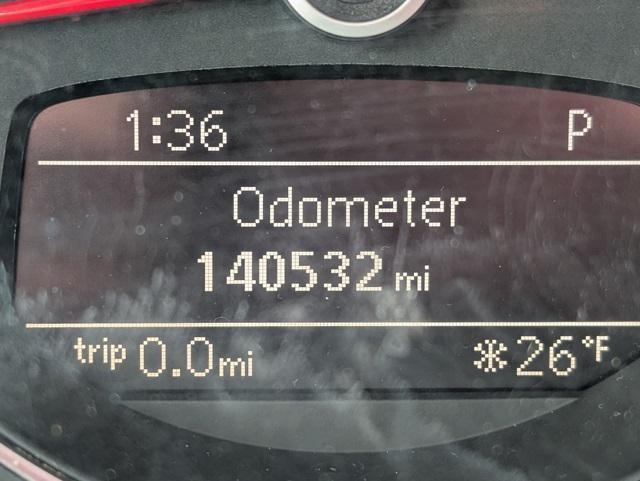 1:36 P
Odometer
140532 mi
trip 0.0mi ❄26°F